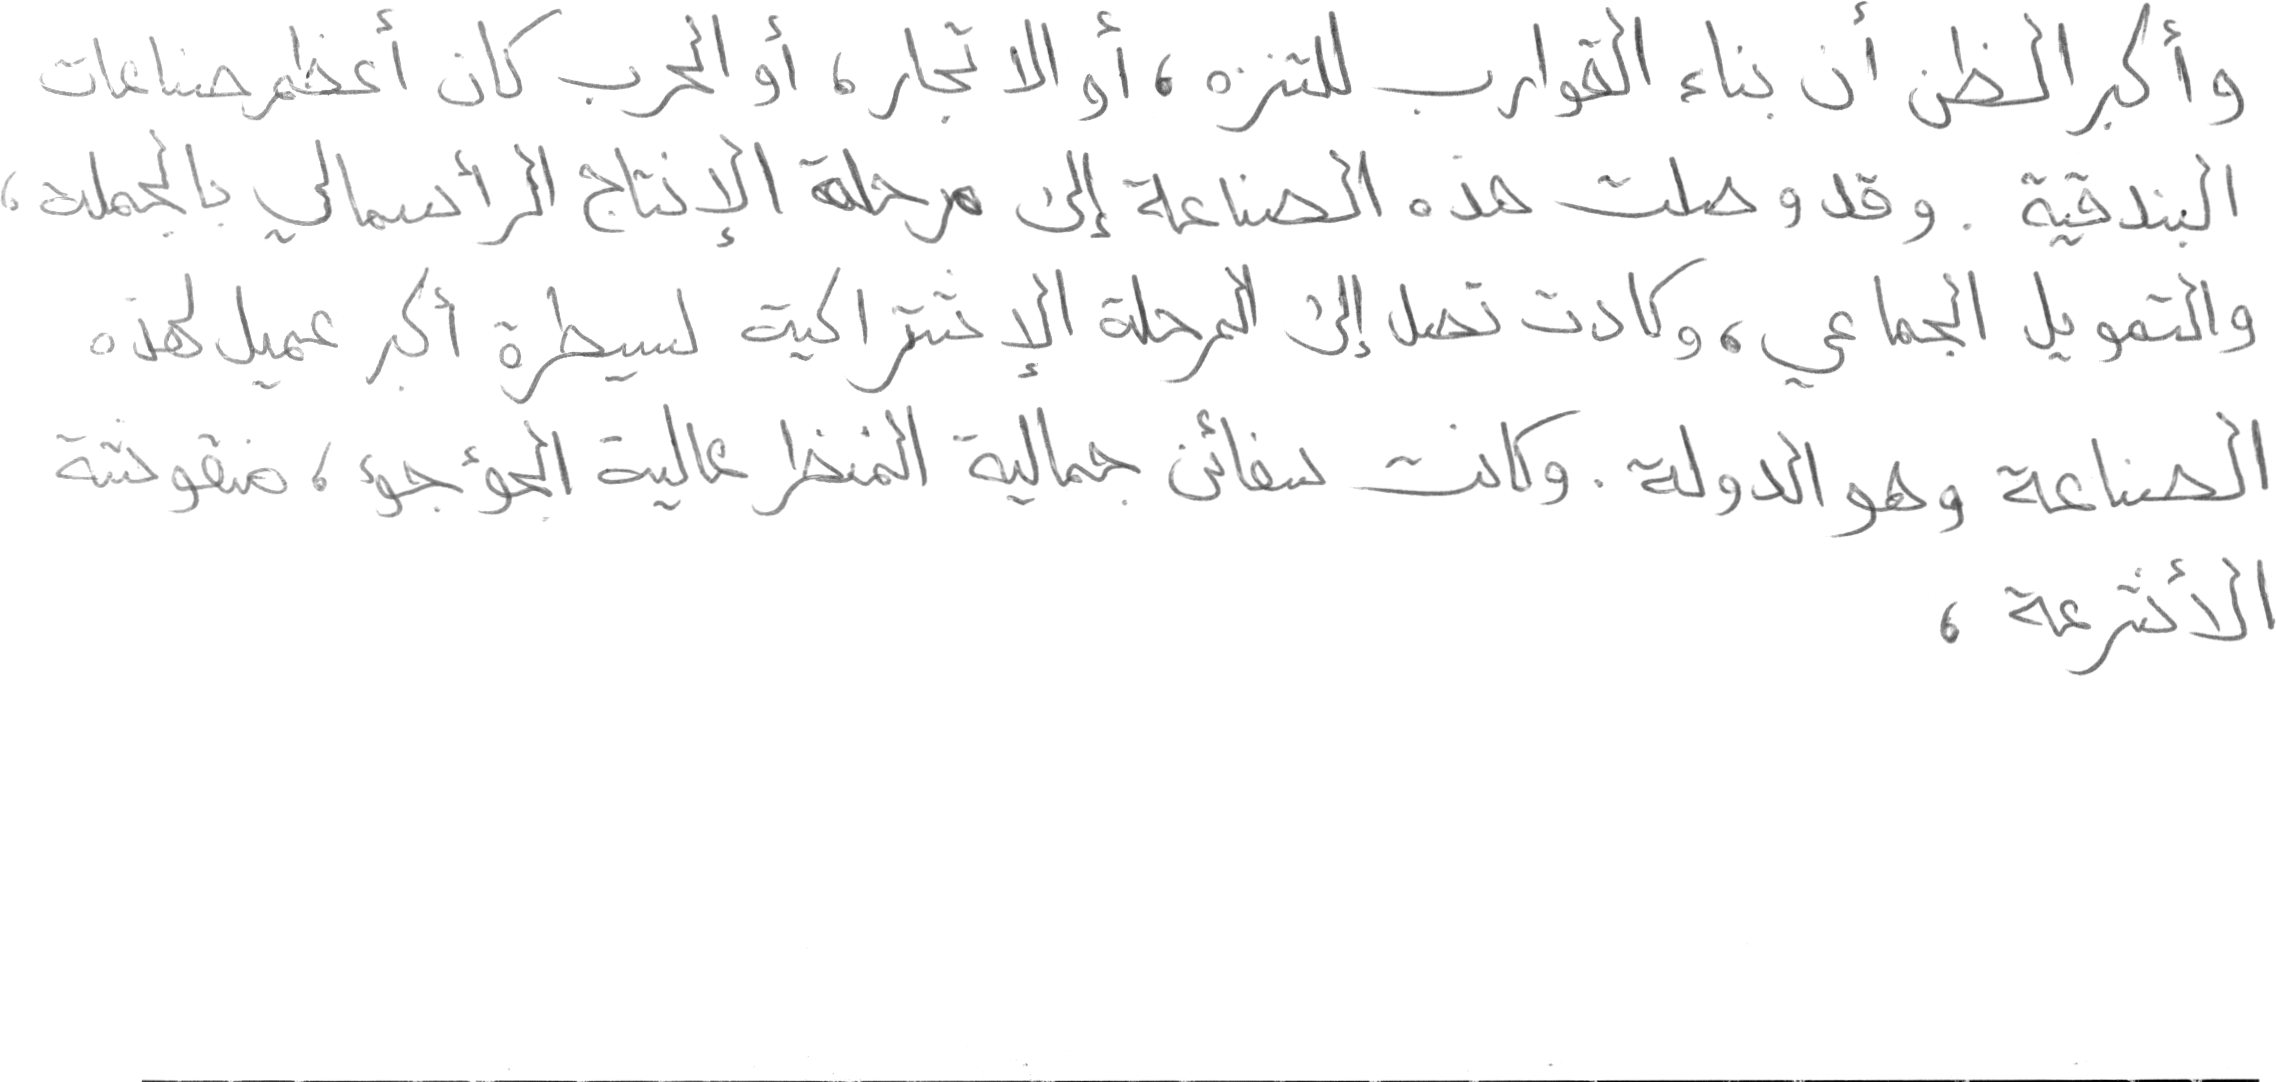 وأكبر الظن أن بناء القوارب للتنزه ، أو الاتجار ، أو الحرب كان أعظم صناعات
البندقية . وقد وصلت هذه الصناعة إلى مرحلة الإنتاج الرأسمالي بالجملة ،
والتمويل الجماعي ، وكادت تصل إلى المرحلة الإشتراكية لسيطرة أكبر عميل لهذه
الصناعة وهو الدولة . وكانت سفائن جمالية المنظر عالية الجؤجؤ ، منقوشة
الأشرعة ،